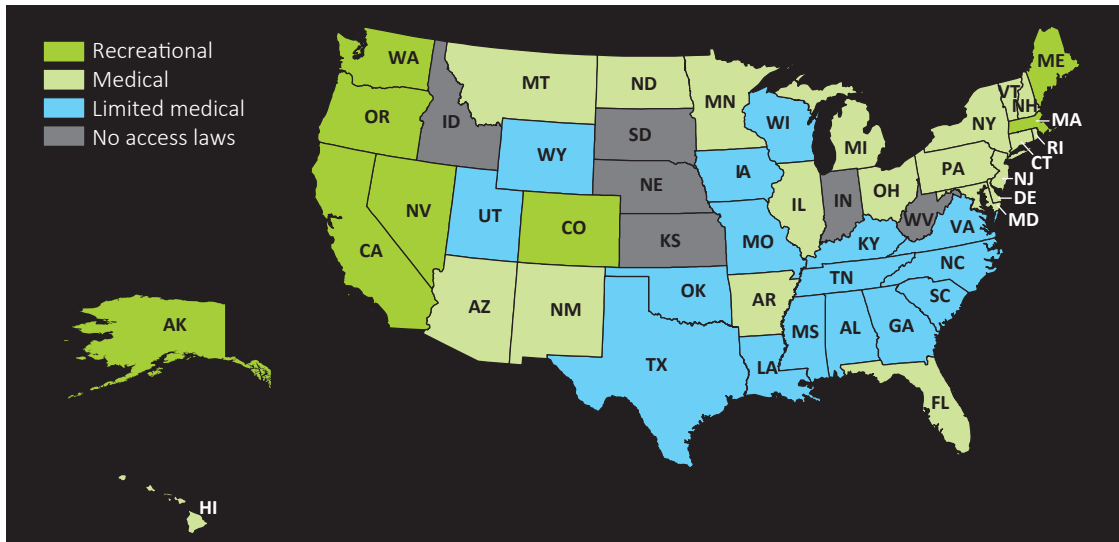 Recreational
Medical
Limited medical
No access laws
WA
OR
CA
NV
ID
MT
WY
UT
CO
AZ
NM
ND
SD
NE
KS
OK
TX
MN
IA
MO
AR
LA
WI
IL
MI
IN
OH
KY
TN
MS
AL
GA
FL
SC
NC
VA
WV
PA
NY
VT
NH
ME
MA
RI
CT
NJ
DE
MD
AK
HI